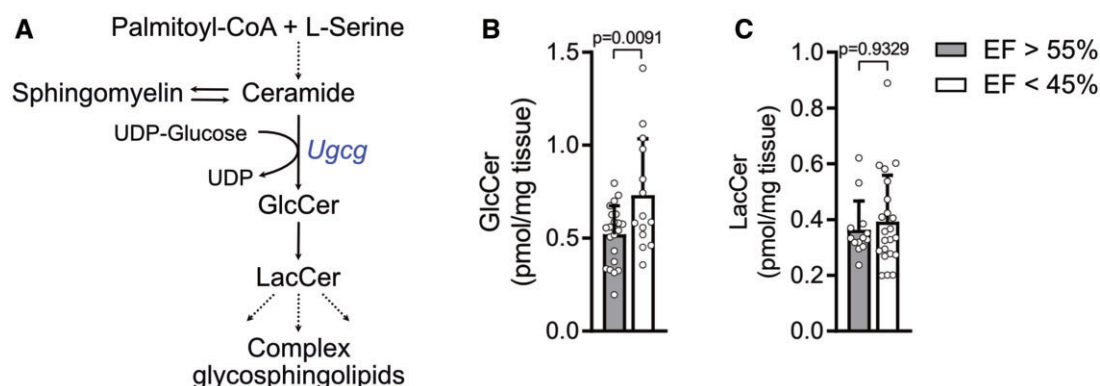 A
Palmitoyl-CoA + L-Serine
Sphingomyelin
Ceramide
UDP-Glucose
Ugcg
UDP
GlcCer
LacCer
Complex
glycosphingolipids
B
p=0.0091
1.5
1.0
0.5
0.0
GlcCer
(pmol/mg tissue)
C
p=0.9329
1.0
0.8
0.6
0.4
0.2
0.0
LacCer
(pmol/mg tissue)
EF > 55%
EF < 45%